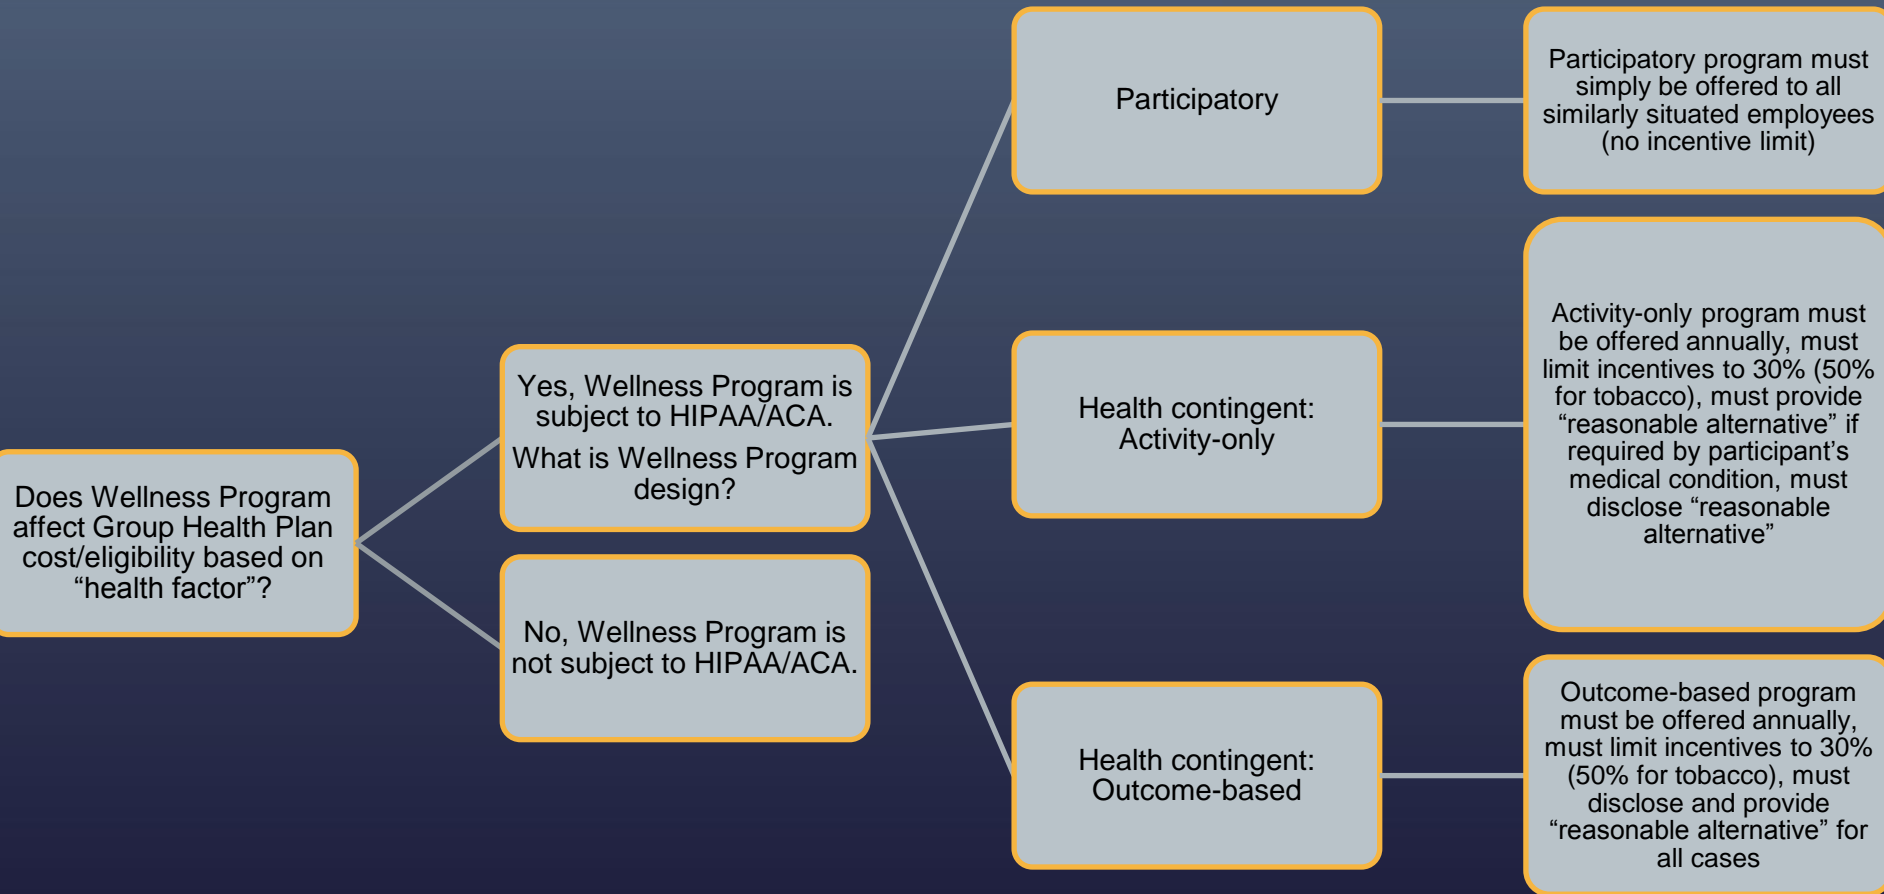 Does Wellness Program
affect Group Health Plan
cost/eligibility based on
“health factor”?
Yes, Wellness Program is
subject to HIPAA/ACA.
What is Wellness Program
design?
No, Wellness Program is
not subject to HIPAA/ACA.
Participatory
Participatory program must
simply be offered to all
similarly situated employees
(no incentive limit)
Health contingent:
Activity-only
Activity-only program must
be offered annually, must
limit incentives to 30% (50%
for tobacco), must provide
“reasonable alternative” if
required by participant’s
medical condition, must
disclose “reasonable
alternative”
Health contingent:
Outcome-based
Outcome-based program
must be offered annually,
must limit incentives to 30%
(50% for tobacco), must
disclose and provide
“reasonable alternative” for
all cases